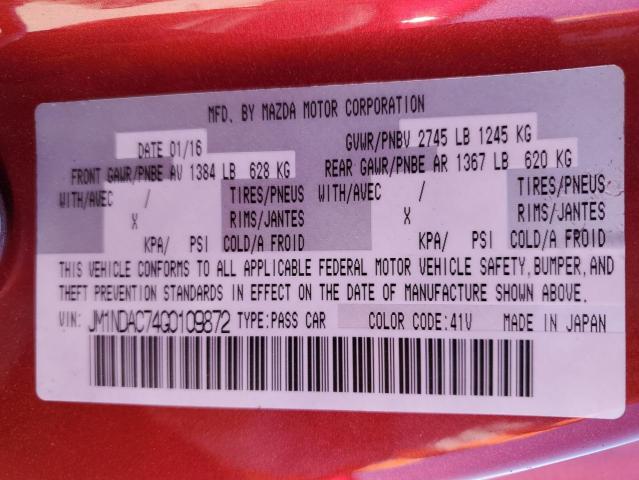 MFD. BY MAZDA MOTOR CORPORATION
DATE 01/16 GVWR/PNBV 2745 LB 1245 KG
FRONT GAWR/PNBE AV 1384 LB 628 KG REAR GAWR/PNBE AR 1367 LB 620 KG
WITH/AVEC / TIRES/PNEUS WITH/AVEC / TIRES/PNEUS
X RIMS/JANTES X RIMS/JANTES
KPA/ PSI COLD/A FROID KPA/ PSI COLD/A FROID
THIS VEHICLE CONFORMS TO ALL APPLICABLE FEDERAL MOTOR VEHICLE SAFETY, BUMPER, AND
THEFT PREVENTION STANDARDS IN EFFECT ON THE DATE OF MANUFACTURE SHOWN ABOVE.
VIN: JM1NDAC74G0109872 TYPE:PASS CAR COLOR CODE:41V MADE IN JAPAN